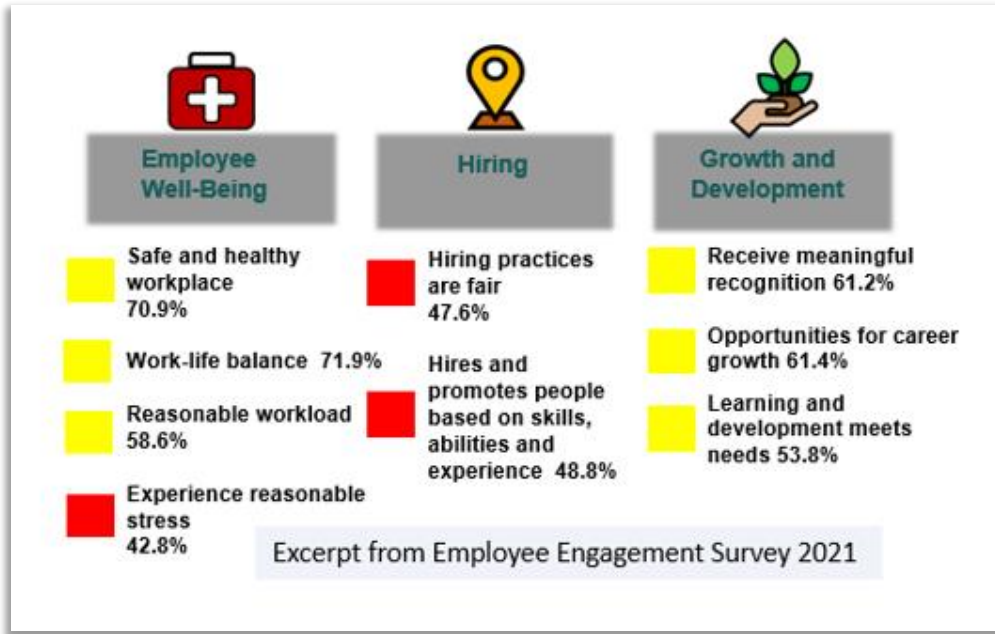 Employee
Well-Being
Safe and healthy
workplace
70.9%
Work-life balance 71.9%
Reasonable workload
58.6%
Experience reasonable
stress
42.8%
Hiring
Hiring practices
are fair
47.6%
Hires and
promotes people
based on skills,
abilities and
experience 48.8%
Growth and
Development
Receive meaningful
recognition 61.2%
Opportunities for career
growth 61.4%
Learning and
development meets
needs 53.8%
Excerpt from Employee Engagement Survey 2021